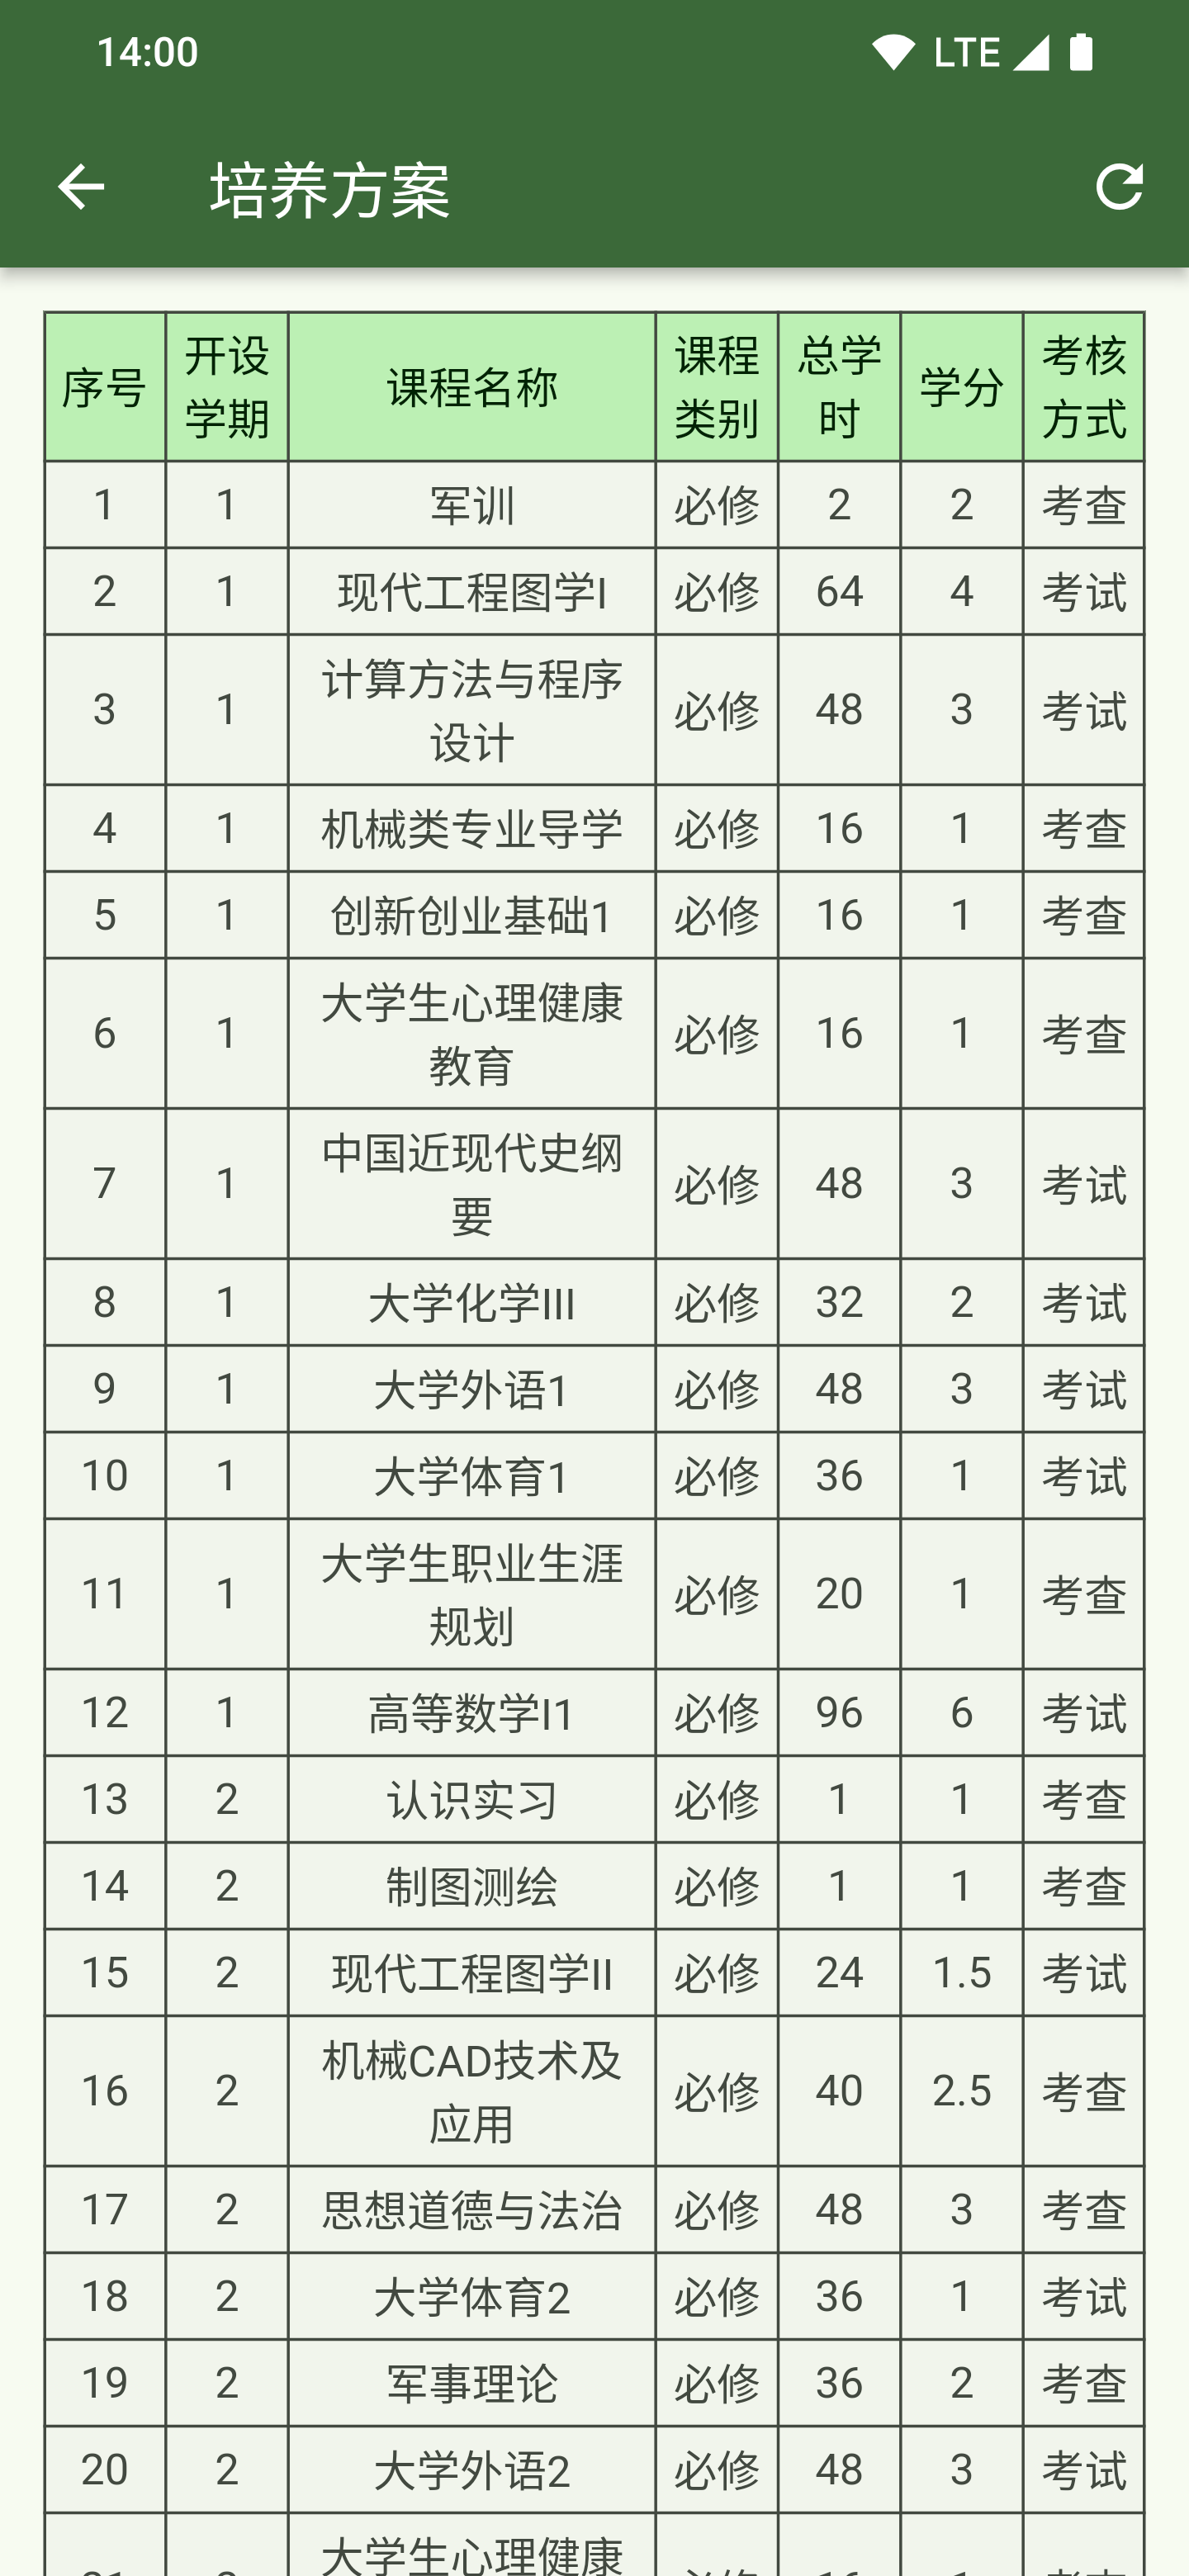 14:00 LTE
培养方案
序号 开设学期 课程名称 课程类别 总学时 学分 考核方式
1 1 军训 必修 2 2 考查
2 1 现代工程图学I 必修 64 4 考试
3 1 计算方法与程序设计 必修 48 3 考试
4 1 机械类专业导学 必修 16 1 考查
5 1 创新创业基础1 必修 16 1 考查
6 1 大学生心理健康教育 必修 16 1 考查
7 1 中国近现代史纲要 必修 48 3 考试
8 1 大学化学III 必修 32 2 考试
9 1 大学外语1 必修 48 3 考试
10 1 大学体育1 必修 36 1 考试
11 1 大学生职业生涯规划 必修 20 1 考查
12 1 高等数学I1 必修 96 6 考试
13 2 认识实习 必修 1 1 考查
14 2 制图测绘 必修 1 1 考查
15 2 现代工程图学II 必修 24 1.5 考试
16 2 机械CAD技术及应用 必修 40 2.5 考查
17 2 思想道德与法治 必修 48 3 考查
18 2 大学体育2 必修 36 1 考试
19 2 军事理论 必修 36 2 考查
20 2 大学外语2 必修 48 3 考试
大学生心理健康